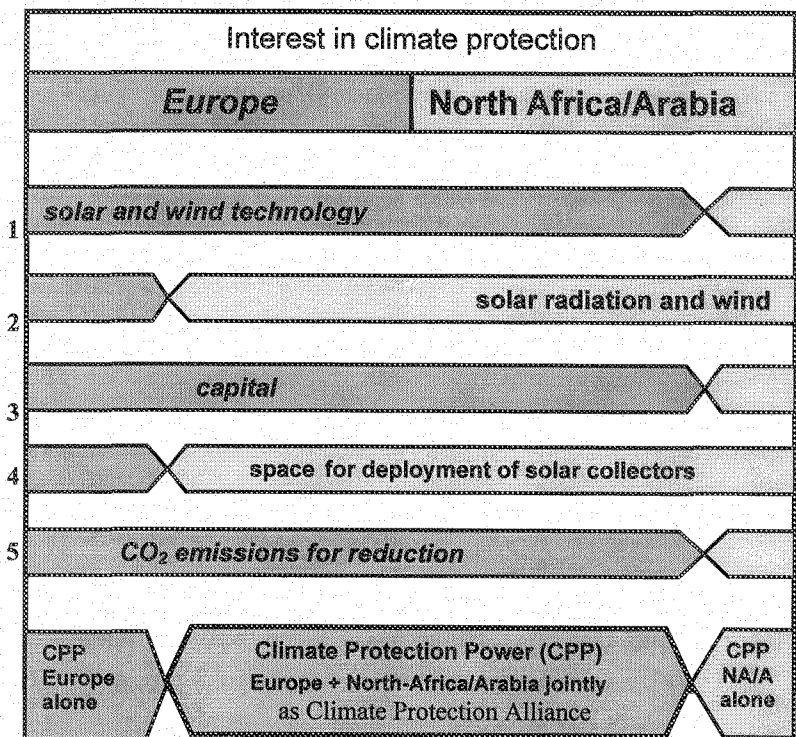 Interest in climate protection
Europe North Africa/Arabia
solar and wind technology
1
solar radiation and wind
2
capital
3
space for deployment of solar collectors
4
CO₂ emissions for reduction
5
CPP
Europe
alone
Climate Protection Power (CPP)
Europe + North-Africa/Arabia jointly
as Climate Protection Alliance
CPP
NA/A
alone